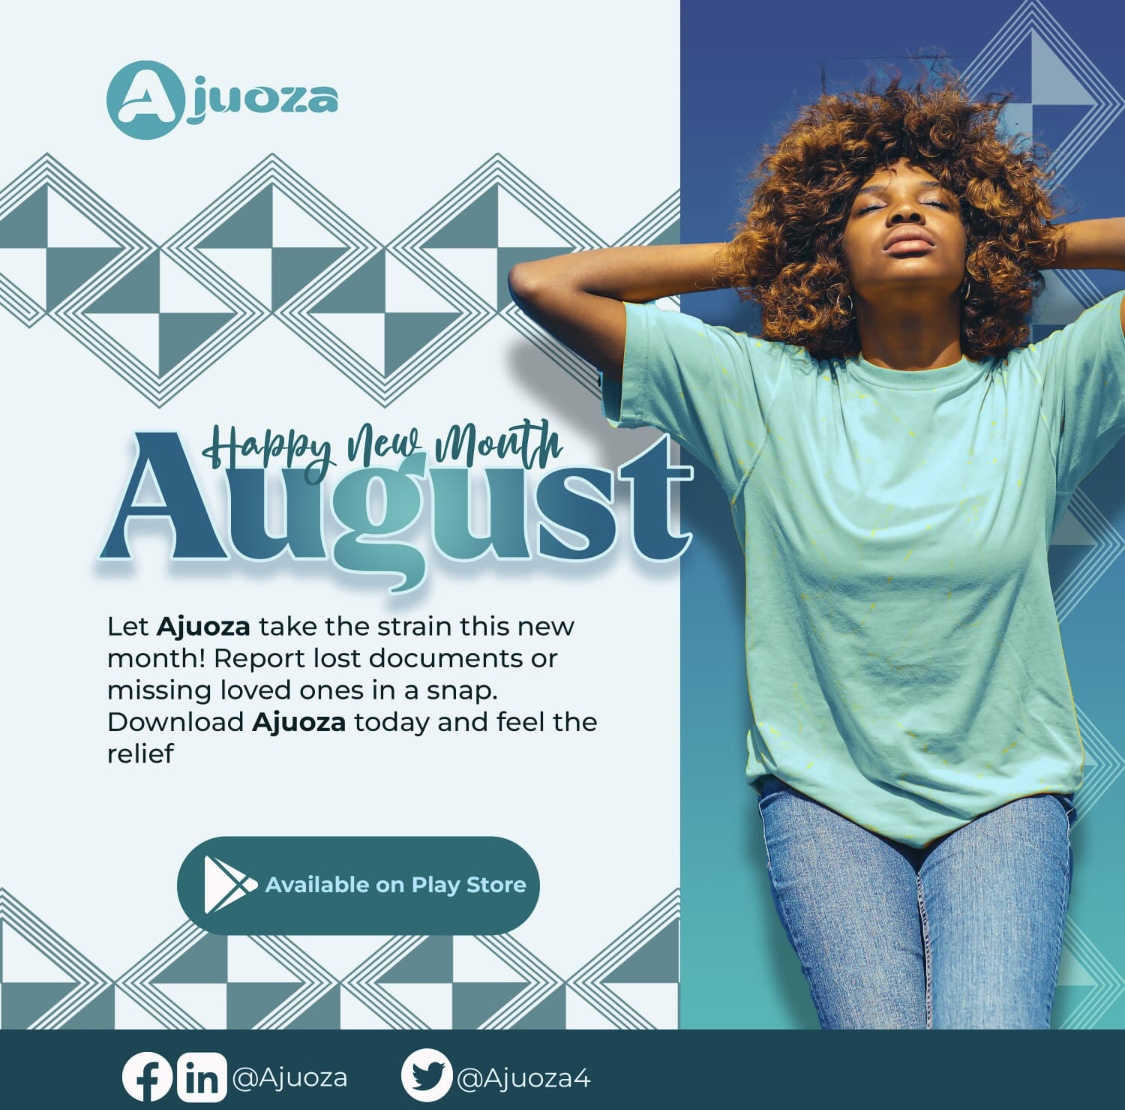 Ajuoza
Happy New Month
August
Let Ajuoza take the strain this new
month! Report lost documents or
missing loved ones in a snap.
Download Ajuoza today and feel the
relief
Available on Play Store
in @Ajuoza @Ajuoza4